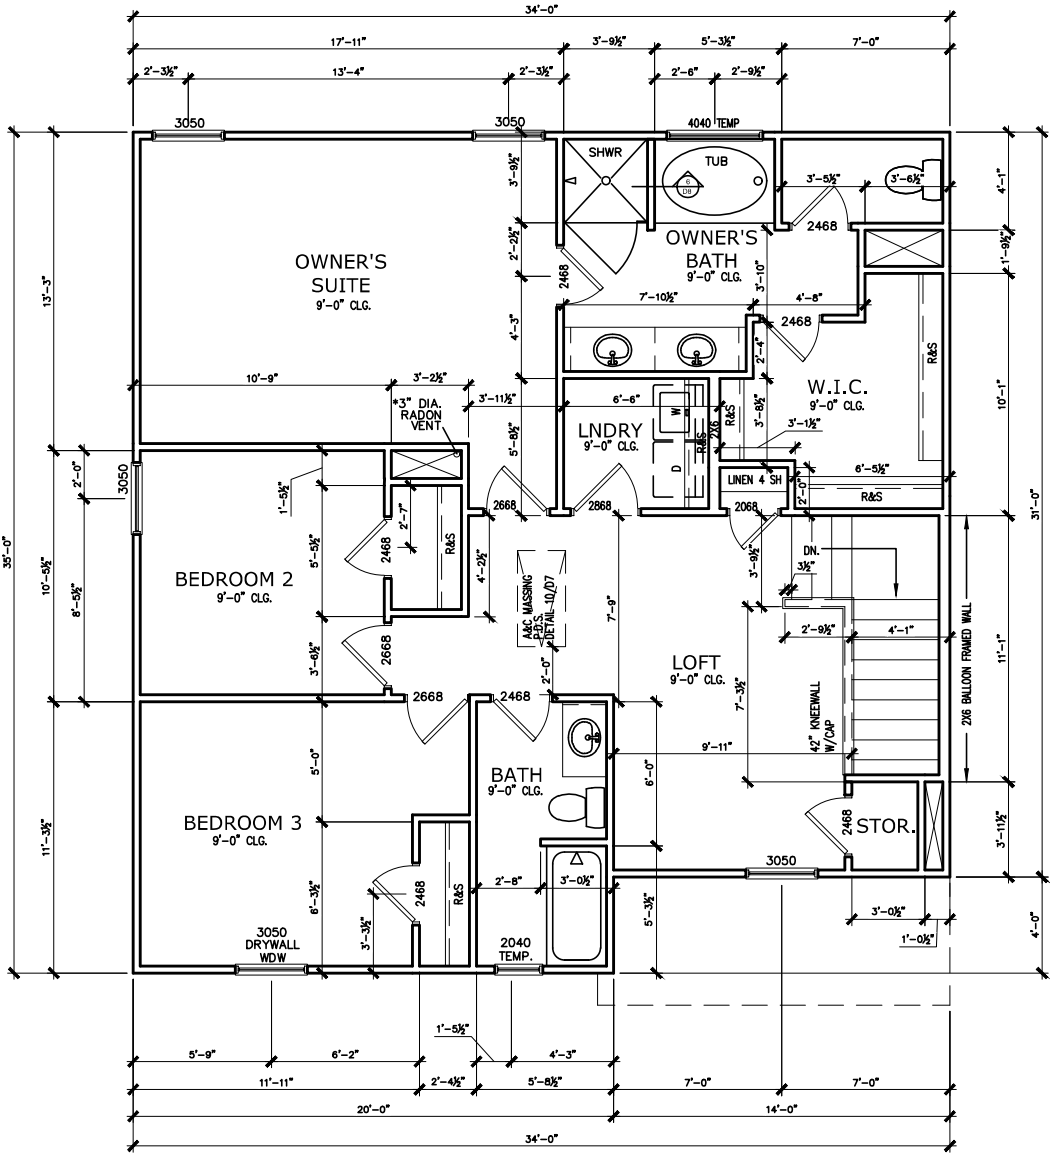 34'-0"
17'-11"
3'-9½"
5'-3½"
7'-0"
2'-3½"
13'-4"
2'-3½"
2'-6"
2'-9½"
3050
3050
4040 TEMP
SHWR
TUB
6
D8
3'-5½"
3'-6½"
4'-1"
3'-9½"
2468
OWNER'S
BATH
9'-0" CLG.
1'-9½"
2'-2½"
OWNER'S
SUITE
9'-0" CLG.
2468
3'-10
13'-3"
7'-10½"
4'-8"
2468
4'-3"
2'-4"
R&S
10'-9"
3'-2½"
W.I.C.
9'-0" CLG.
10'-1"
*3" DIA.
RADON
VENT
3'-11½"
6'-6"
W
R&S
3'-8½"
LNDRY
9'-0" CLG.
R&S
2X6
3'-1½"
5'-8½"
D
6'-5½"
LINEN 4 SH
2'-0"
R&S
3050
2'-0"
1'-5½"
2668
2868
2068
2'-7"
2468
R&S
5'-5½"
4'-2½"
DN.
3½"
3'-9½"
35'-0"
31'-0"
10'-5½"
8'-5½"
BEDROOM 2
9'-0" CLG.
A&C MASSING
P.D.S.
DETAIL 10/D7
7'-9"
2'-9½"
4'-1"
2668
3'-6½"
LOFT
9'-0" CLG.
2'-0"
7'-3½"
2X6 BALLOON FRAMED WALL
11'-1"
2668
2468
42" KNEEWALL
W/CAP
9'-11"
5'-0"
BATH
9'-0" CLG.
6'-0"
BEDROOM 3
9'-0" CLG.
11'-3½"
2468
STOR.
3'-11½"
3050
2'-8"
3'-0½"
2468
R&S
6'-3½"
3'-3½"
5'-3½"
3'-0½"
1'-0½"
4'-0"
3050
DRYWALL
WDW
2040
TEMP.
1'-5½"
5'-9"
6'-2"
4'-3"
11'-11"
2'-4½"
5'-8½"
7'-0"
7'-0"
20'-0"
14'-0"
34'-0"